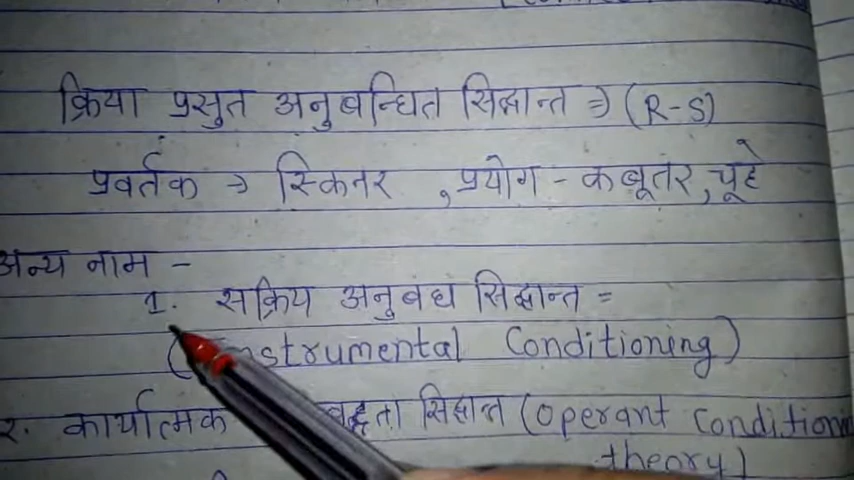 क्रिया प्रसुत अनुबन्धित सिद्धान्त ⇒ (R-S)
प्रवर्तक → स्किनर , प्रयोग - कबूतर, चूहे
अन्य नाम -
1. सक्रिय अनुबंध सिद्धान्त =
(Instrumental Conditioning)
2. कार्यात्मक सिद्धान्त (Operant Condition
theory)